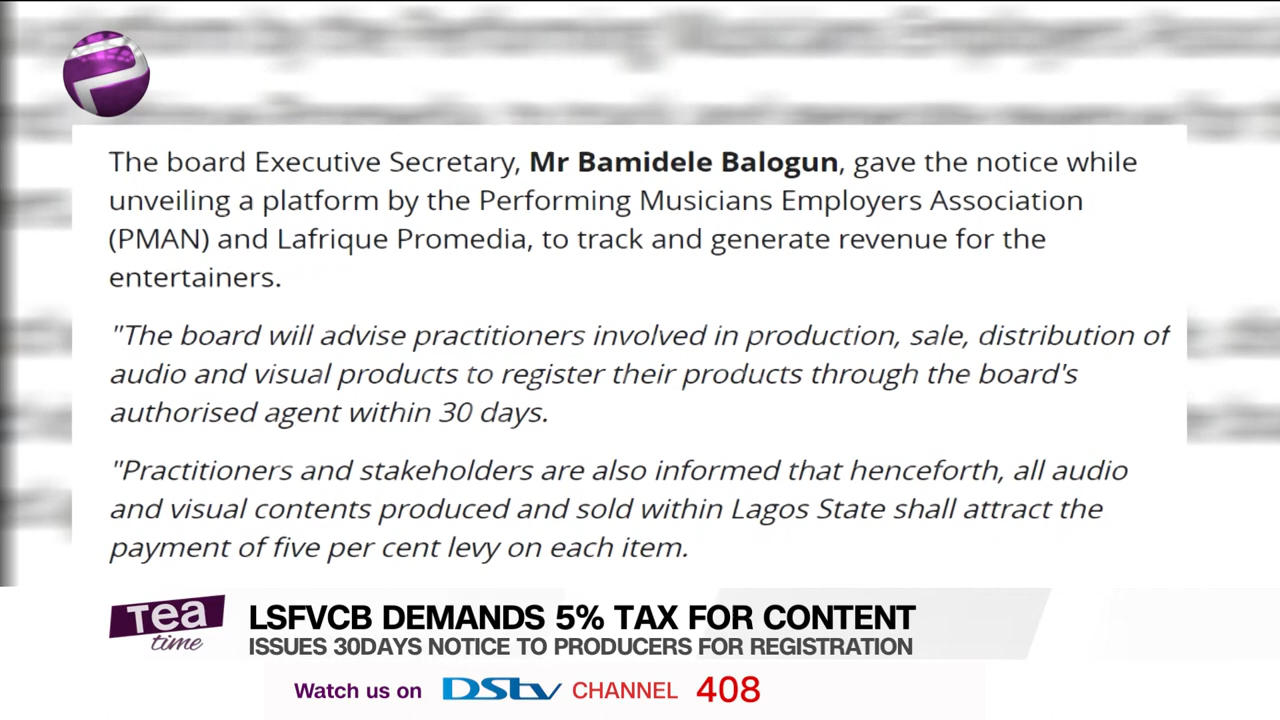 The board Executive Secretary, Mr Bamidele Balogun, gave the notice while
unveiling a platform by the Performing Musicians Employers Association
(PMAN) and Lafrique Promedia, to track and generate revenue for the
entertainers.
"The board will advise practitioners involved in production, sale, distribution of
audio and visual products to register their products through the board's
authorised agent within 30 days.
"Practitioners and stakeholders are also informed that henceforth, all audio
and visual contents produced and sold within Lagos State shall attract the
payment of five per cent levy on each item.
Tea
time
LSFVCB DEMANDS 5% TAX FOR CONTENT
ISSUES 30DAYS NOTICE TO PRODUCERS FOR REGISTRATION
Watch us on DStv CHANNEL 408